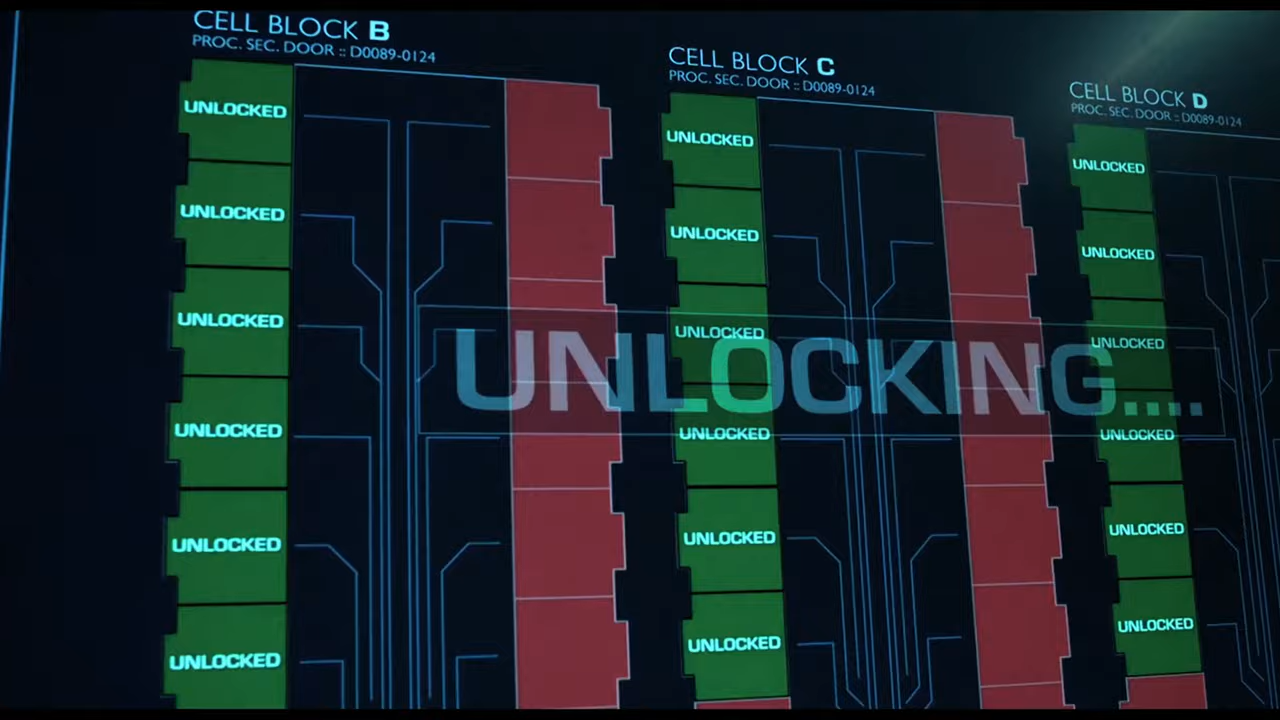 CELL BLOCK B
PROC. SEC. DOOR :: D0089-0124
UNLOCKED
UNLOCKED
UNLOCKED
UNLOCKED
UNLOCKED
UNLOCKED
CELL BLOCK C
PROC. SEC. DOOR :: D0089-0124
UNLOCKED
UNLOCKED
UNLOCKED
UNLOCKED
UNLOCKED
UNLOCKED
CELL BLOCK D
PROC. SEC. DOOR :: D0089-0124
UNLOCKED
UNLOCKED
UNLOCKED
UNLOCKED
UNLOCKED
UNLOCKED
UNLOCKING....